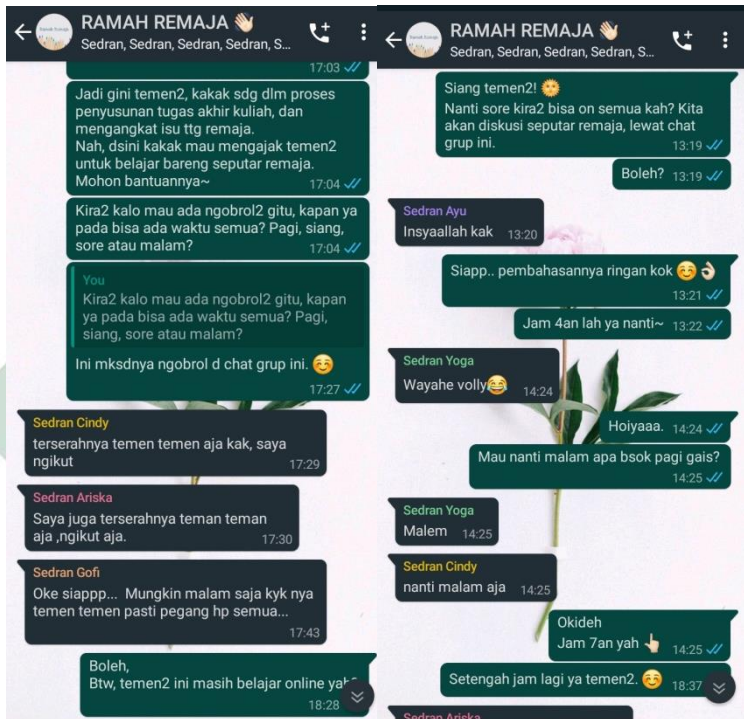 RAMAH REMAJA 👋🏻
Sedran, Sedran, Sedran, Sedran, S...
17:03
Jadi gini temen2, kakak sdg dlm proses
penyusunan tugas akhir kuliah, dan
mengangkat isu ttg remaja.
Nah, dsini kakak mau mengajak temen2
untuk belajar bareng seputar remaja.
Mohon bantuannya~
17:04
Kira2 kalo mau ada ngobrol2 gitu, kapan ya
pada bisa ada waktu semua? Pagi, siang,
sore atau malam?
17:04
You
Kira2 kalo mau ada ngobrol2 gitu, kapan
ya pada bisa ada waktu semua? Pagi,
siang, sore atau malam?
Ini mksdnya ngobrol d chat grup ini. ☺️
17:27
Sedran Cindy
terserahnya temen temen aja kak, saya
ngikut
17:29
Sedran Ariska
Saya juga terserahnya teman teman
aja ,ngikut aja.
17:30
Sedran Gofi
Oke siappp... Mungkin malam saja kyk nya
temen temen pasti pegang hp semua...
17:43
Boleh,
Btw, temen2 ini masih belajar online yah?
18:28
RAMAH REMAJA 👋🏻
Sedran, Sedran, Sedran, Sedran, S...
Siang temen2! 🌞
Nanti sore kira2 bisa on semua kah? Kita
akan diskusi seputar remaja, lewat chat
grup ini.
13:19
Boleh? 13:19
Sedran Ayu
Insyaallah kak 13:20
Siapp.. pembahasannya ringan kok ☺️👌🏻
13:21
Jam 4an lah ya nanti~ 13:22
Sedran Yoga
Wayahe volly😂 14:24
Hoiyaaa. 14:24
Mau nanti malam apa bsok pagi gais?
14:25
Sedran Yoga
Malem 14:25
Sedran Cindy
nanti malam aja 14:25
Okideh
Jam 7an yah 👆🏻 14:25
Setengah jam lagi ya temen2. ☺️ 18:37
Sedran Ariska